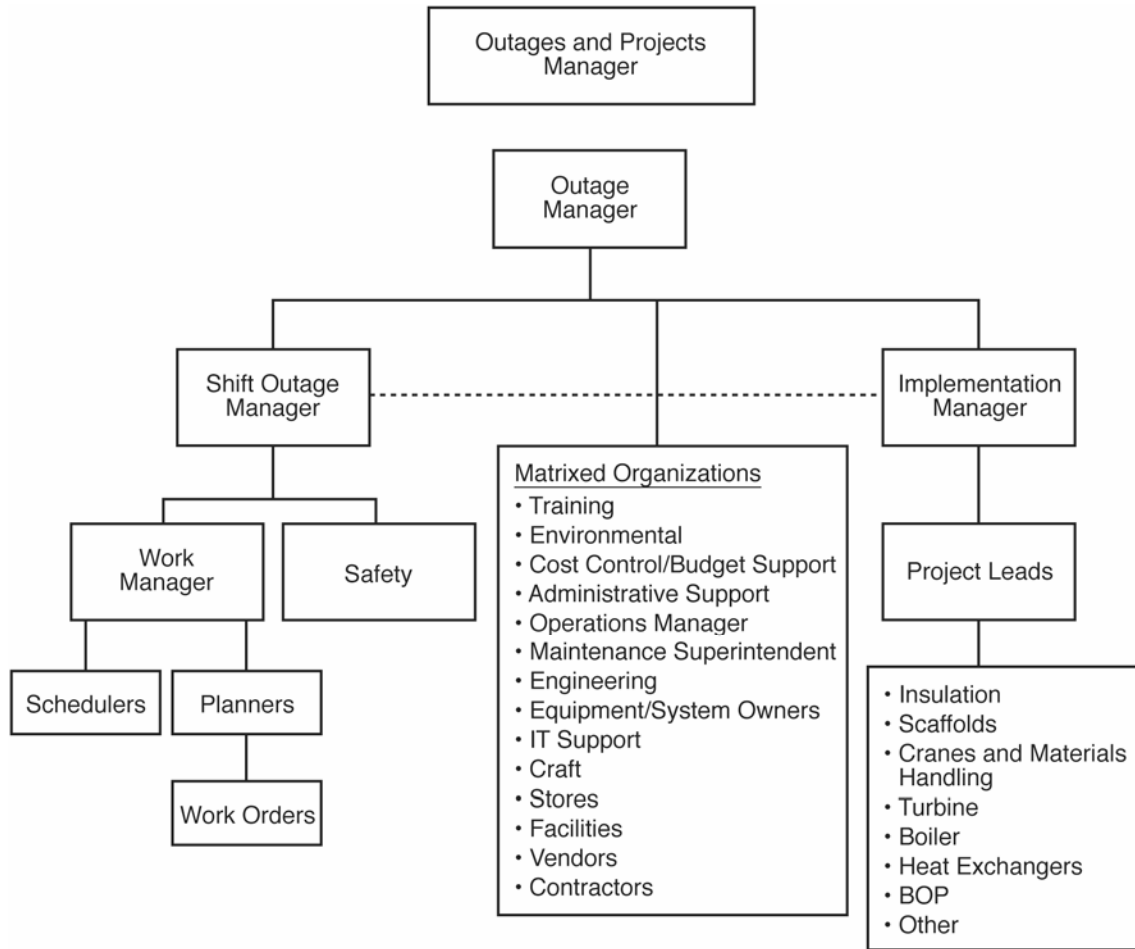 Outages and Projects
Manager
Outage
Manager
Shift Outage
Manager
Implementation
Manager
Work
Manager
Safety
Schedulers
Planners
Work Orders
Matrixed Organizations
• Training
• Environmental
• Cost Control/Budget Support
• Administrative Support
• Operations Manager
• Maintenance Superintendent
• Engineering
• Equipment/System Owners
• IT Support
• Craft
• Stores
• Facilities
• Vendors
• Contractors
Project Leads
• Insulation
• Scaffolds
• Cranes and Materials
Handling
• Turbine
• Boiler
• Heat Exchangers
• BOP
• Other